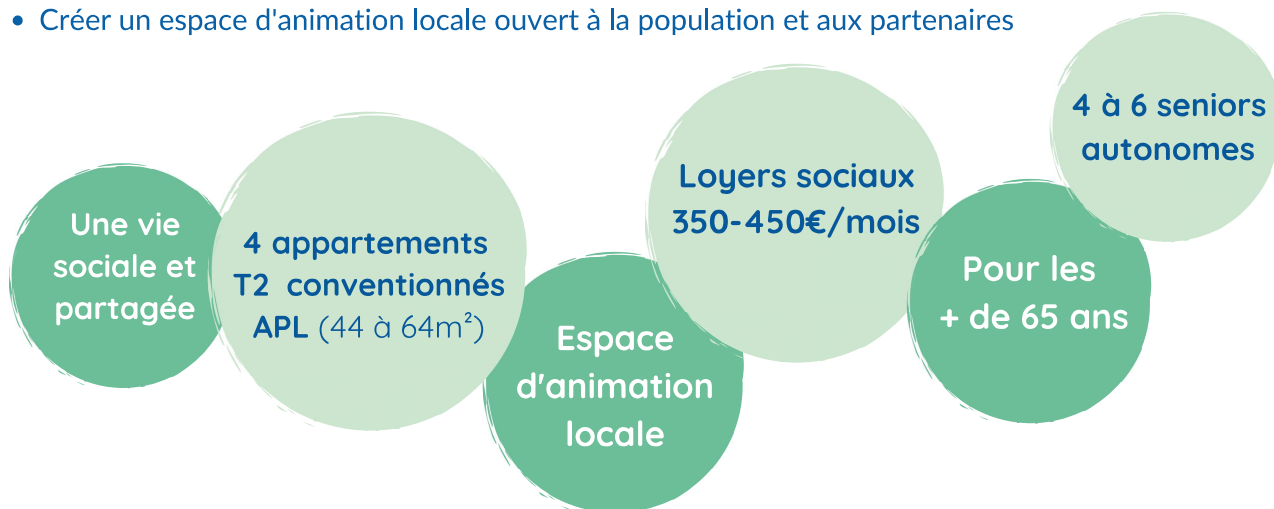 • Créer un espace d'animation locale ouvert à la population et aux partenaires
Une vie
sociale et
partagée
4 appartements
T2 conventionnés
APL (44 à 64m²)
Espace
d'animation
locale
Loyers sociaux
350-450€/mois
Pour les
+ de 65 ans
4 à 6 seniors
autonomes